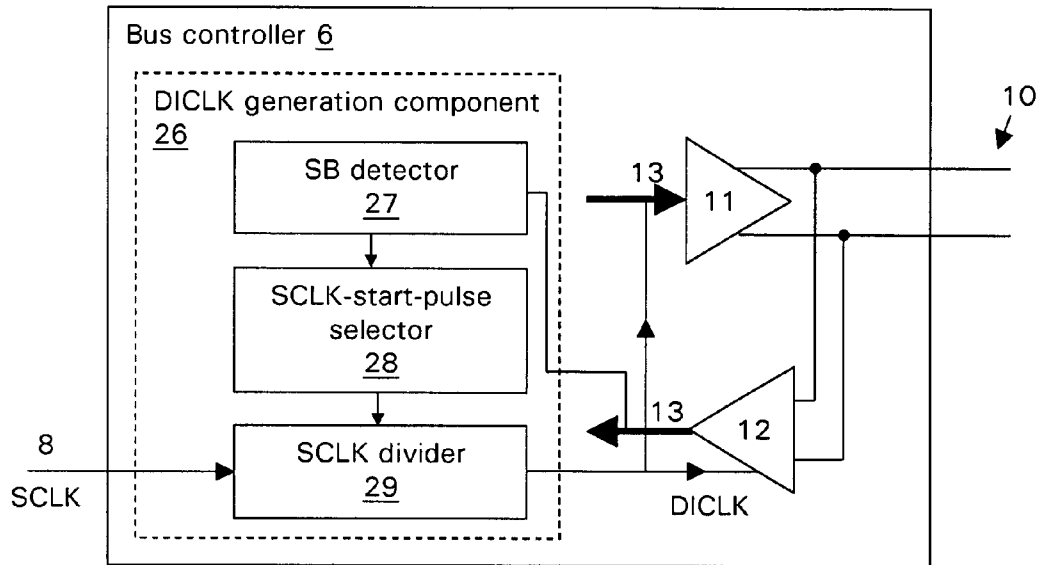 Bus controller 6
DICLK generation component
26
SB detector
27
SCLK-start-pulse
selector
28
SCLK divider
29
8
SCLK
13
11
10
13
12
DICLK